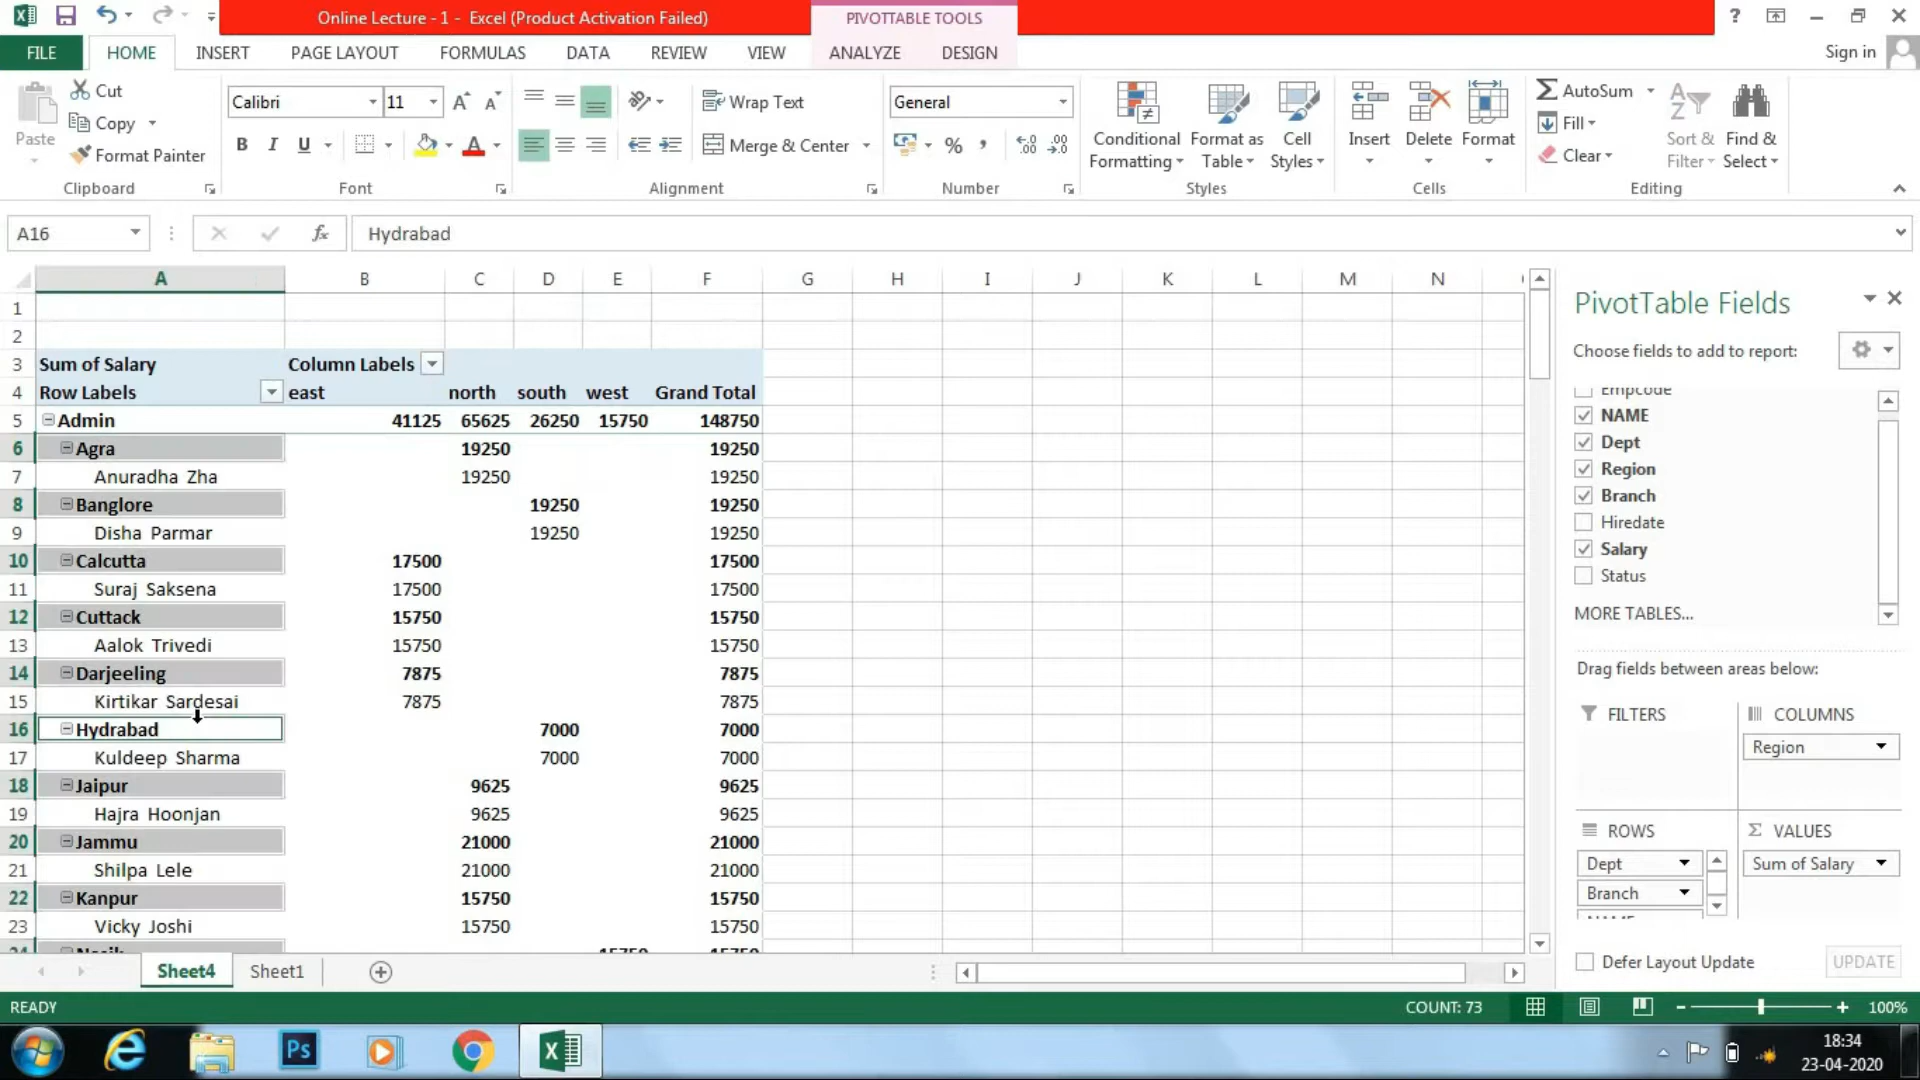 Online Lecture - 1 - Excel (Product Activation Failed)
PIVOTTABLE TOOLS
?
FILE HOME INSERT PAGE LAYOUT FORMULAS DATA REVIEW VIEW ANALYZE DESIGN Sign in
Paste
Cut
Copy
Format Painter
Clipboard
Calibri 11
B I U
Font
Wrap Text
Merge & Center
Alignment
General
%
Number
Conditional Formatting
Format as Table
Cell Styles
Styles
Insert Delete Format
Cells
AutoSum
Fill
Clear
Sort & Filter
Find & Select
Editing
A16 fx Hydrabad
A B C D E F G H I J K L M N
1
2
3 Sum of Salary Column Labels
4 Row Labels east north south west Grand Total
5 Admin 41125 65625 26250 15750 148750
6 Agra 19250 19250
7 Anuradha Zha 19250 19250
8 Banglore 19250 19250
9 Disha Parmar 19250 19250
10 Calcutta 17500 17500
11 Suraj Saksena 17500 17500
12 Cuttack 15750 15750
13 Aalok Trivedi 15750 15750
14 Darjeeling 7875 7875
15 Kirtikar Sardesai 7875 7875
16 Hydrabad 7000 7000
17 Kuldeep Sharma 7000 7000
18 Jaipur 9625 9625
19 Hajra Hoonjan 9625 9625
20 Jammu 21000 21000
21 Shilpa Lele 21000 21000
22 Kanpur 15750 15750
23 Vicky Joshi 15750 15750
24 Nasik 15750 15750
PivotTable Fields
Choose fields to add to report:
Empcode
NAME
Dept
Region
Branch
Hiredate
Salary
Status
MORE TABLES...
Drag fields between areas below:
FILTERS
COLUMNS
Region
ROWS
Dept
Branch
NAME
VALUES
Sum of Salary
Defer Layout Update UPDATE
Sheet4 Sheet1
READY COUNT: 73 100%
Ps
18:34
23-04-2020